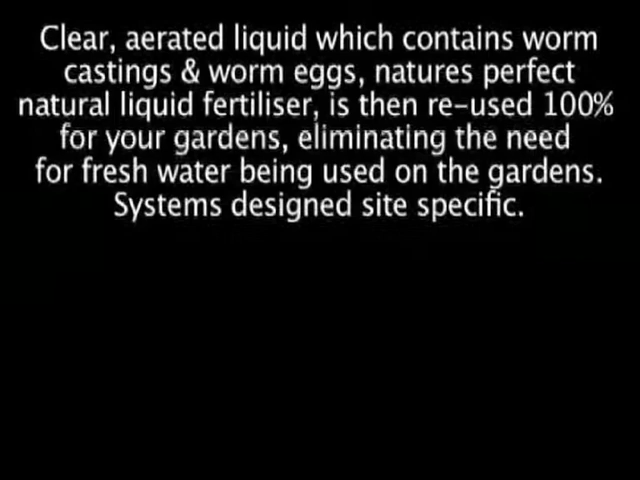 Clear, aerated liquid which contains worm
castings & worm eggs, natures perfect
natural liquid fertiliser, is then re-used 100%
for your gardens, eliminating the need
for fresh water being used on the gardens.
Systems designed site specific.